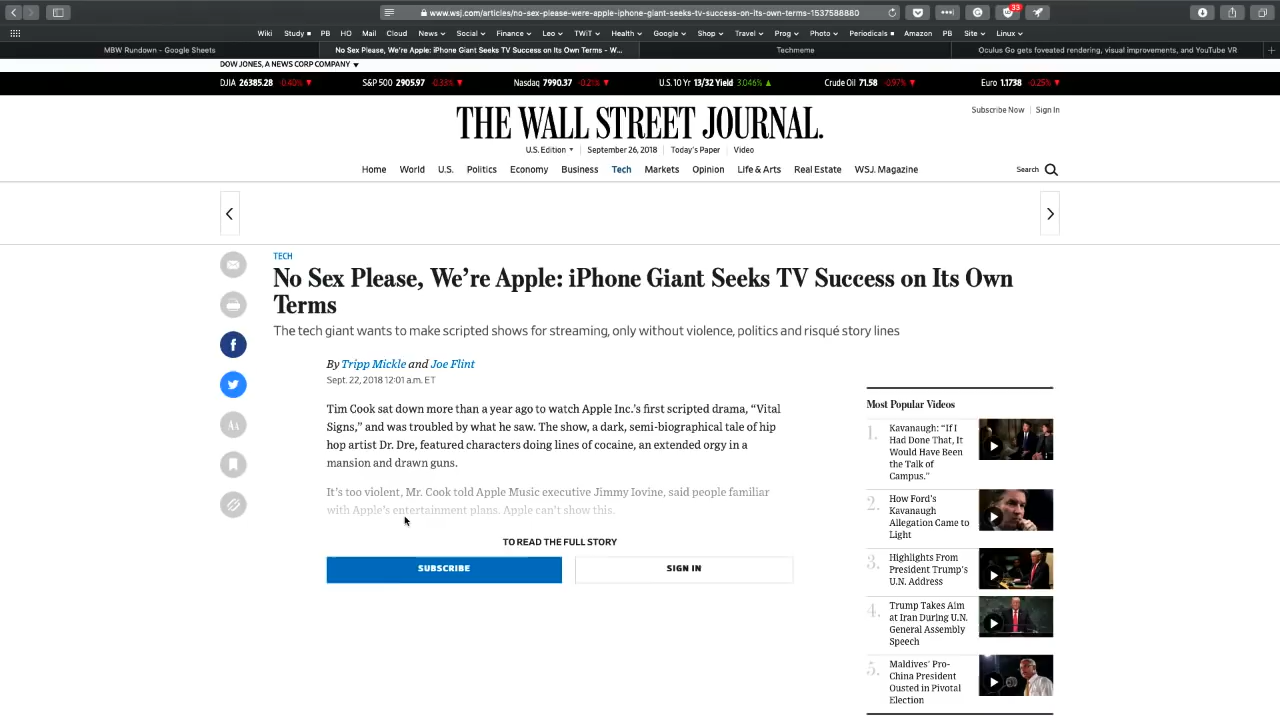 www.wsj.com/articles/no-sex-please-were-apple-iphone-giant-seeks-tv-success-on-its-own-terms-1537588880
33
Wiki Study PB HO Mail Cloud News Social Finance Leo TWiT Health Google Shop Travel Prog Photo Periodicals Amazon PB Site Linux
MBW Rundown - Google Sheets
No Sex Please, We're Apple: iPhone Giant Seeks TV Success on Its Own Terms - W...
Techmeme
Oculus Go gets foveated rendering, visual improvements, and YouTube VR
DOW JONES, A NEWS CORP COMPANY
DJIA 26385.28 -0.40% S&P 500 2905.97 -0.33% Nasdaq 7990.37 -0.21% U.S. 10 Yr 13/32 Yield 3.046% Crude Oil 71.58 -0.97% Euro 1.1738 -0.25%
THE WALL STREET JOURNAL.
Subscribe Now | Sign In
U.S. Edition | September 26, 2018 | Today's Paper | Video
Home World U.S. Politics Economy Business Tech Markets Opinion Life & Arts Real Estate WSJ. Magazine
Search
TECH
No Sex Please, We're Apple: iPhone Giant Seeks TV Success on Its Own
Terms
The tech giant wants to make scripted shows for streaming, only without violence, politics and risqué story lines
By Tripp Mickle and Joe Flint
Sept. 22, 2018 12:01 a.m. ET
Tim Cook sat down more than a year ago to watch Apple Inc.'s first scripted drama, "Vital
Signs," and was troubled by what he saw. The show, a dark, semi-biographical tale of hip
hop artist Dr. Dre, featured characters doing lines of cocaine, an extended orgy in a
mansion and drawn guns.
It's too violent, Mr. Cook told Apple Music executive Jimmy Iovine, said people familiar
with Apple's entertainment plans. Apple can't show this.
TO READ THE FULL STORY
SUBSCRIBE
SIGN IN
AA
Most Popular Videos
1. Kavanaugh: "If I
Had Done That, It
Would Have Been
the Talk of
Campus."
2. How Ford's
Kavanaugh
Allegation Came to
Light
3. Highlights From
President Trump's
U.N. Address
4. Trump Takes Aim
at Iran During U.N.
General Assembly
Speech
5. Maldives' Pro-
China President
Ousted in Pivotal
Election